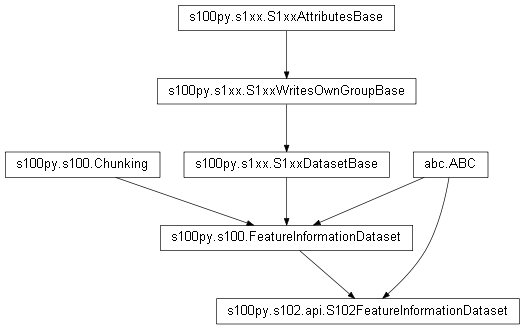 s100py.s1xx.S1xxAttributesBase
s100py.s1xx.S1xxWritesOwnGroupBase
s100py.s100.Chunking
s100py.s1xx.S1xxDatasetBase
abc.ABC
s100py.s100.FeatureInformationDataset
s100py.s102.api.S102FeatureInformationDataset